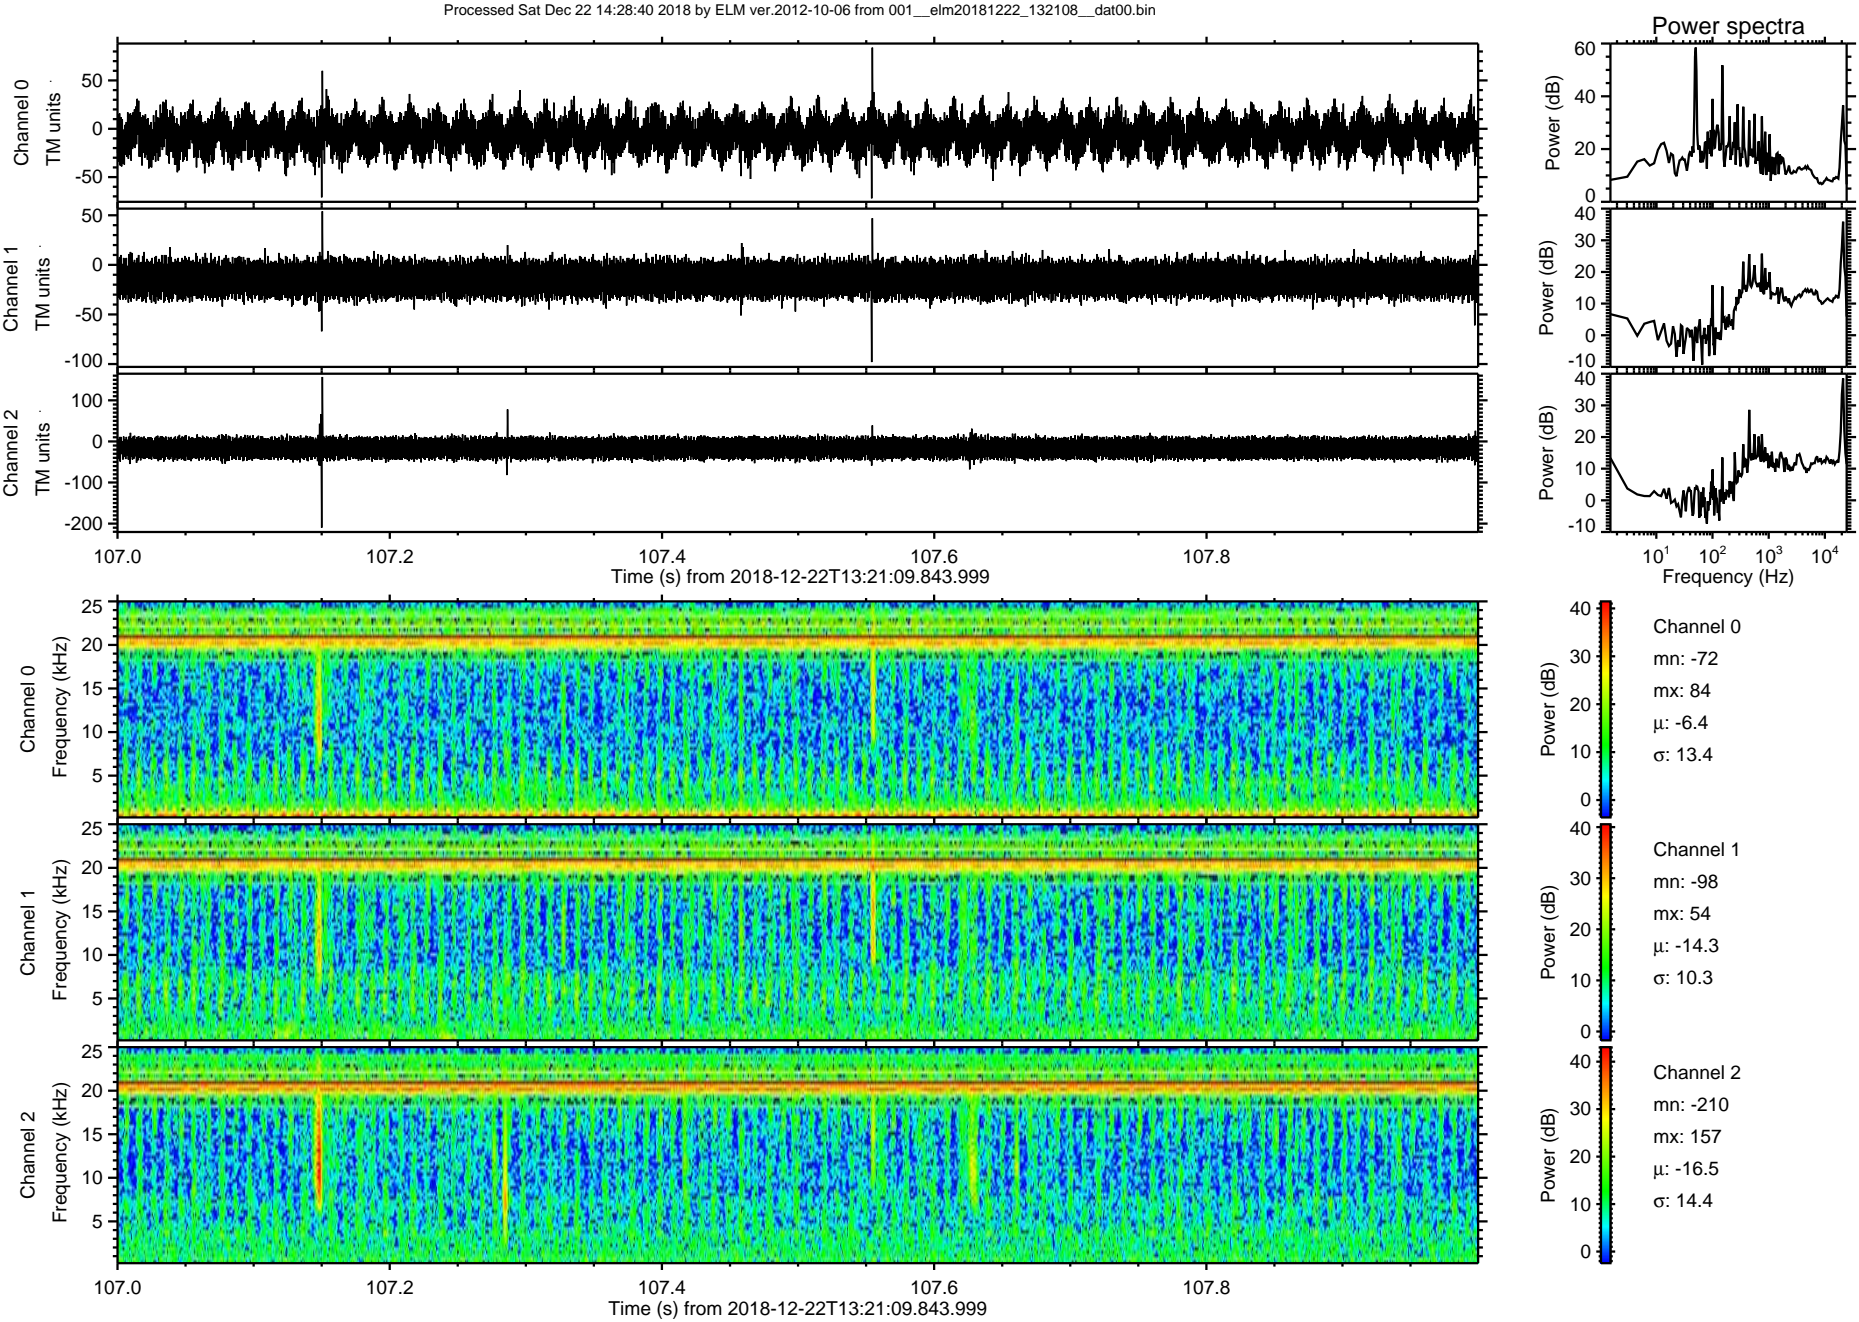 Processed Sat Dec 22 14:28:40 2018 by ELM ver.2012-10-06 from 001__elm20181222_132108__dat00.bin
Power spectra
Channel 0
TM units
50
0
-50
Power (dB)
60
40
20
0
Channel 1
TM units
50
0
-50
-100
Power (dB)
40
30
20
10
0
-10
Channel 2
TM units
100
0
-100
-200
Power (dB)
40
30
20
10
0
-10
107.0 107.2 107.4 107.6 107.8
Time (s) from 2018-12-22T13:21:09.843.999
10¹ 10² 10³ 10⁴
Frequency (Hz)
Channel 0
Frequency (kHz)
25
20
15
10
5
Power (dB)
40
30
20
10
0
Channel 0
mn: -72
mx: 84
μ: -6.4
σ: 13.4
Channel 1
Frequency (kHz)
25
20
15
10
5
Power (dB)
40
30
20
10
0
Channel 1
mn: -98
mx: 54
μ: -14.3
σ: 10.3
Channel 2
Frequency (kHz)
25
20
15
10
5
Power (dB)
40
30
20
10
0
Channel 2
mn: -210
mx: 157
μ: -16.5
σ: 14.4
107.0 107.2 107.4 107.6 107.8
Time (s) from 2018-12-22T13:21:09.843.999